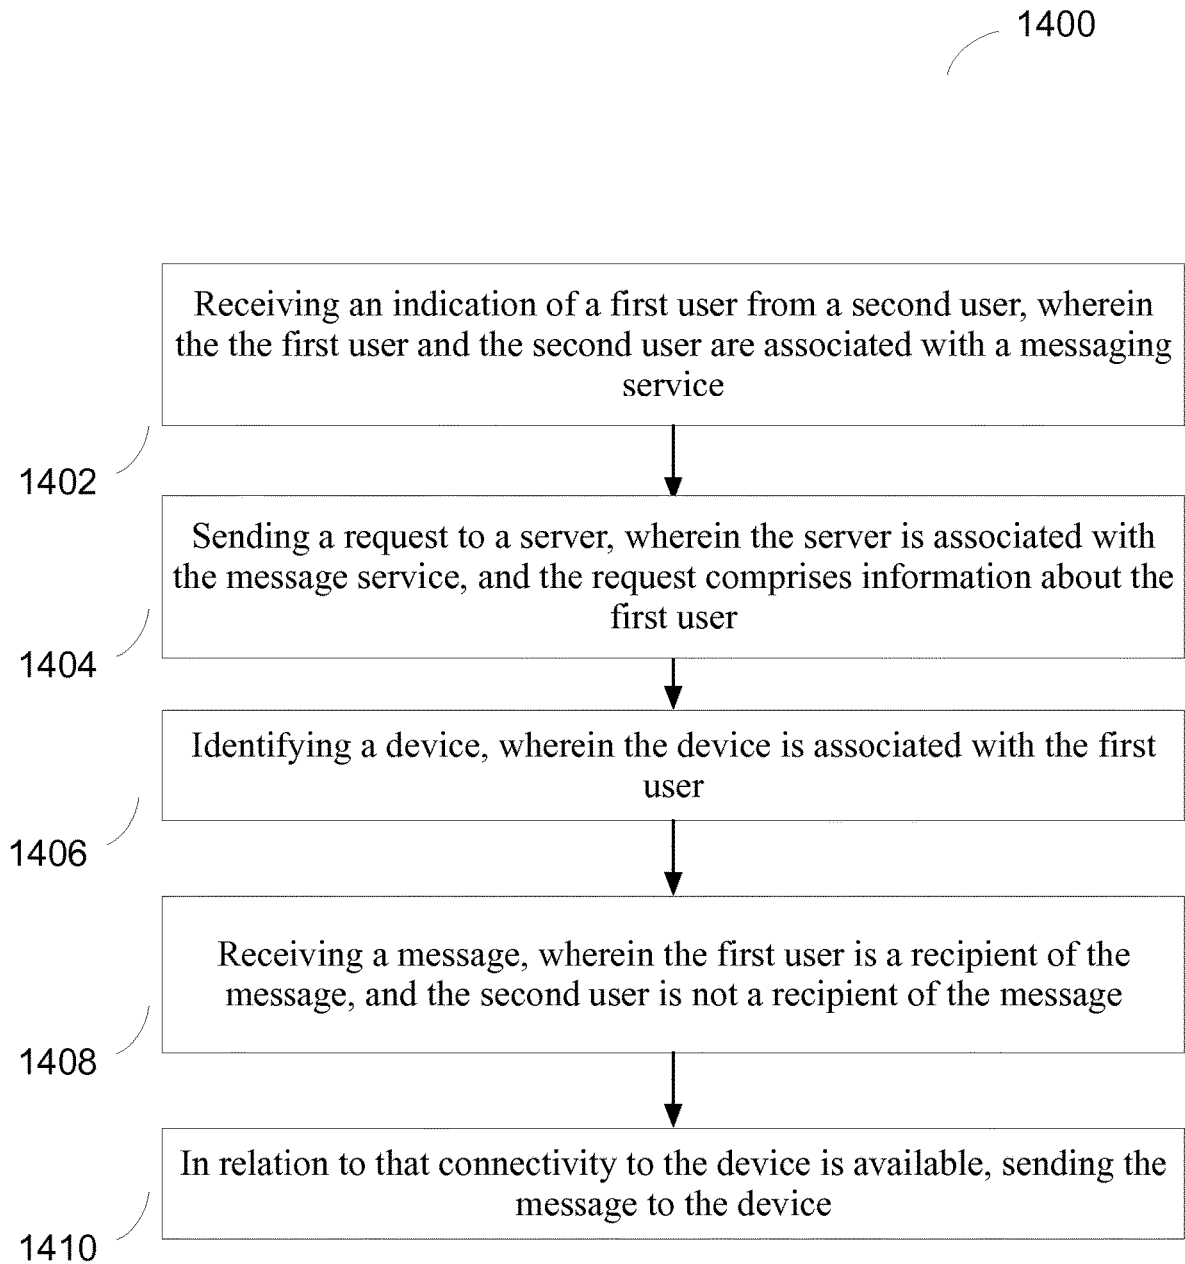 1400
Receiving an indication of a first user from a second user, wherein
the the first user and the second user are associated with a messaging
service
1402
Sending a request to a server, wherein the server is associated with
the message service, and the request comprises information about the
first user
1404
Identifying a device, wherein the device is associated with the first
user
1406
Receiving a message, wherein the first user is a recipient of the
message, and the second user is not a recipient of the message
1408
In relation to that connectivity to the device is available, sending the
message to the device
1410